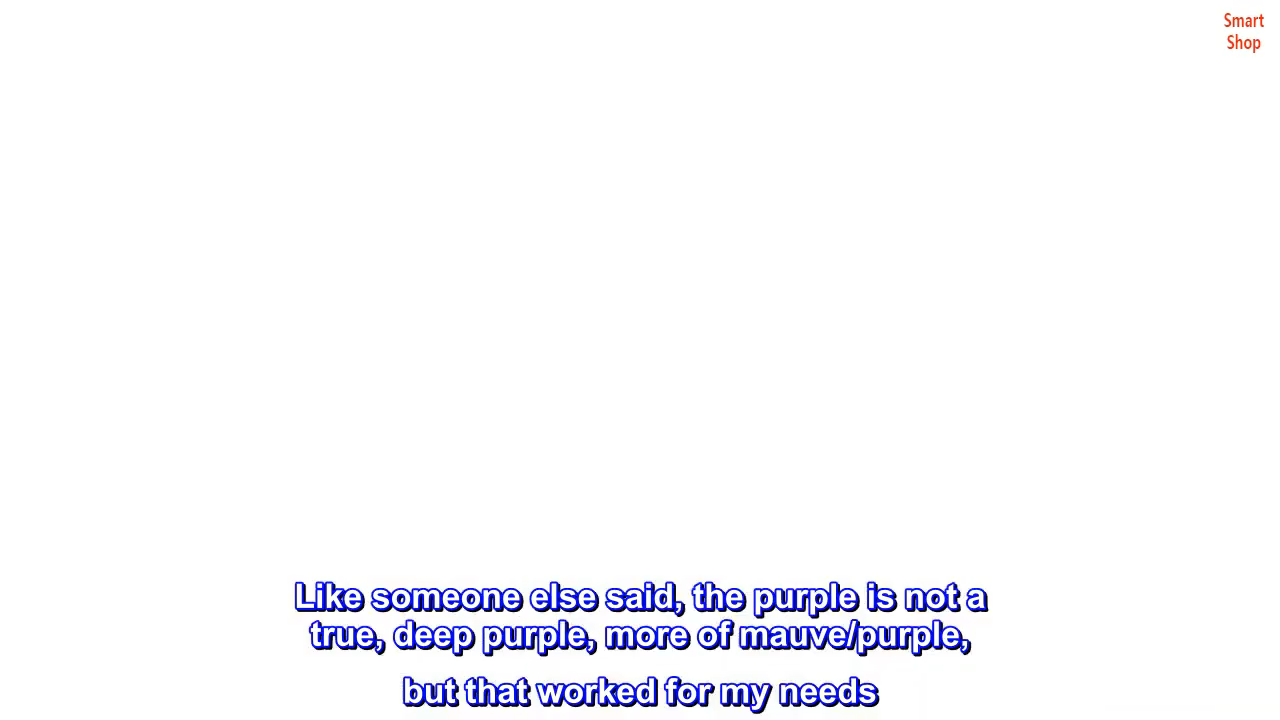 Smart
Shop
Like someone else said, the purple is not a
true, deep purple, more of mauve/purple,
but that worked for my needs